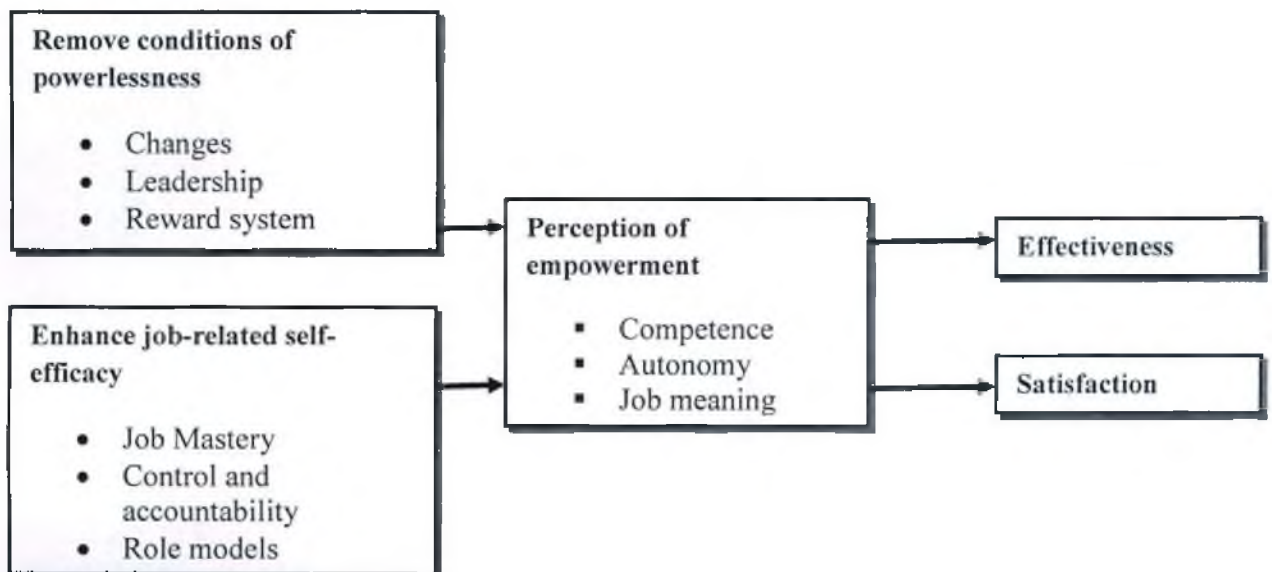 Remove conditions of
powerlessness
• Changes
• Leadership
• Reward system
Enhance job-related self-
efficacy
• Job Mastery
• Control and
accountability
• Role models
Perception of
empowerment
▪ Competence
▪ Autonomy
▪ Job meaning
Effectiveness
Satisfaction